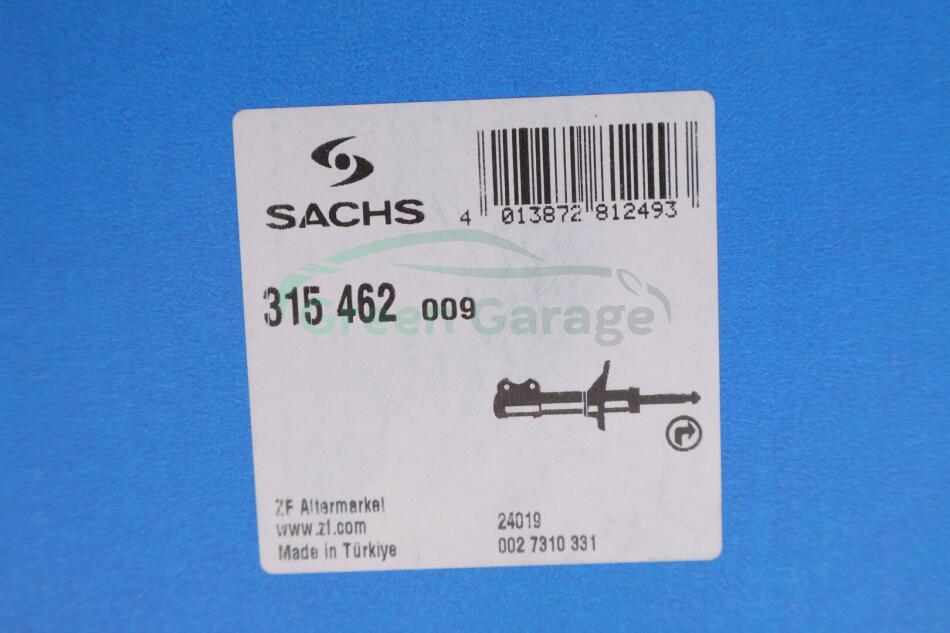 SACHS
4 013872 812493
315 462 009
Green Garage
ZF Aftermarket
www.zf.com
Made in Türkiye
24019
002 7310 331